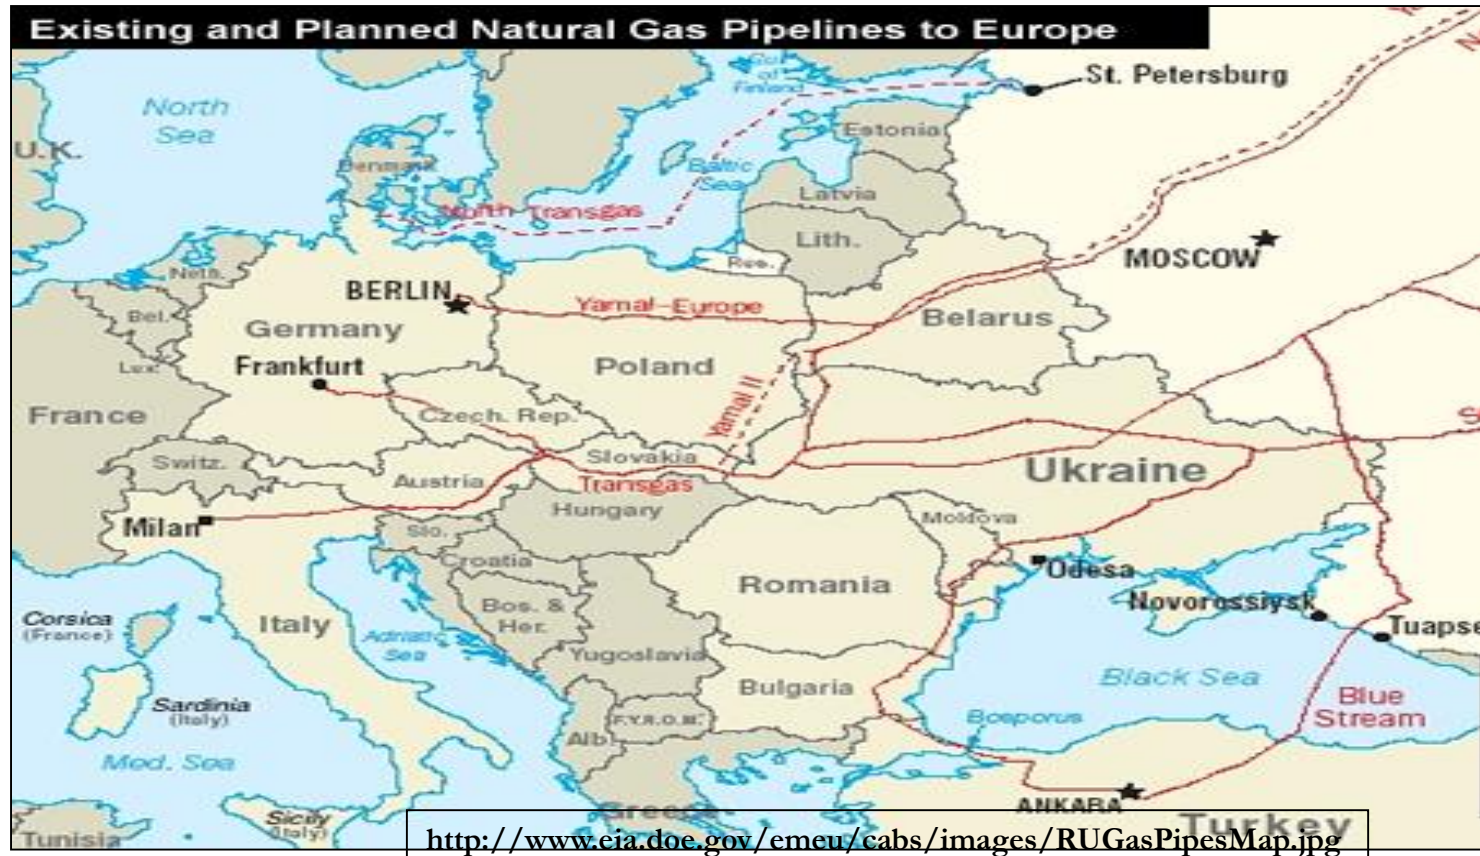 Existing and Planned Natural Gas Pipelines to Europe
St. Petersburg
Gulf
of
Finland
North
Sea
Estonia
U.K.
Denmark
Baltic
Sea
Latvia
North Transgas
Lith.
MOSCOW
Neth.
Rus.
BERLIN
Yamal-Europe
Bel.
Germany
Belarus
Lux.
Frankfurt
Poland
Yamal II
France
Czech. Rep.
Slovakia
Switz.
Austria
Transgas
Ukraine
Hungary
Milan
Slo.
Moldova
Croatia
Odesa
Romania
Bos. &
Her.
Novorossiysk
Corsica
(France)
Italy
Adriatic
Sea
Tuapse
Yugoslavia
Black Sea
Bulgaria
Blue
Stream
Sardinia
(Italy)
F.Y.R.O.M.
Bosporus
Alb.
Med. Sea
ANKARA
Sicily
(Italy)
Greece
Turkey
Tunisia
http://www.eia.doe.gov/emeu/cabs/images/RUGasPipesMap.jpg